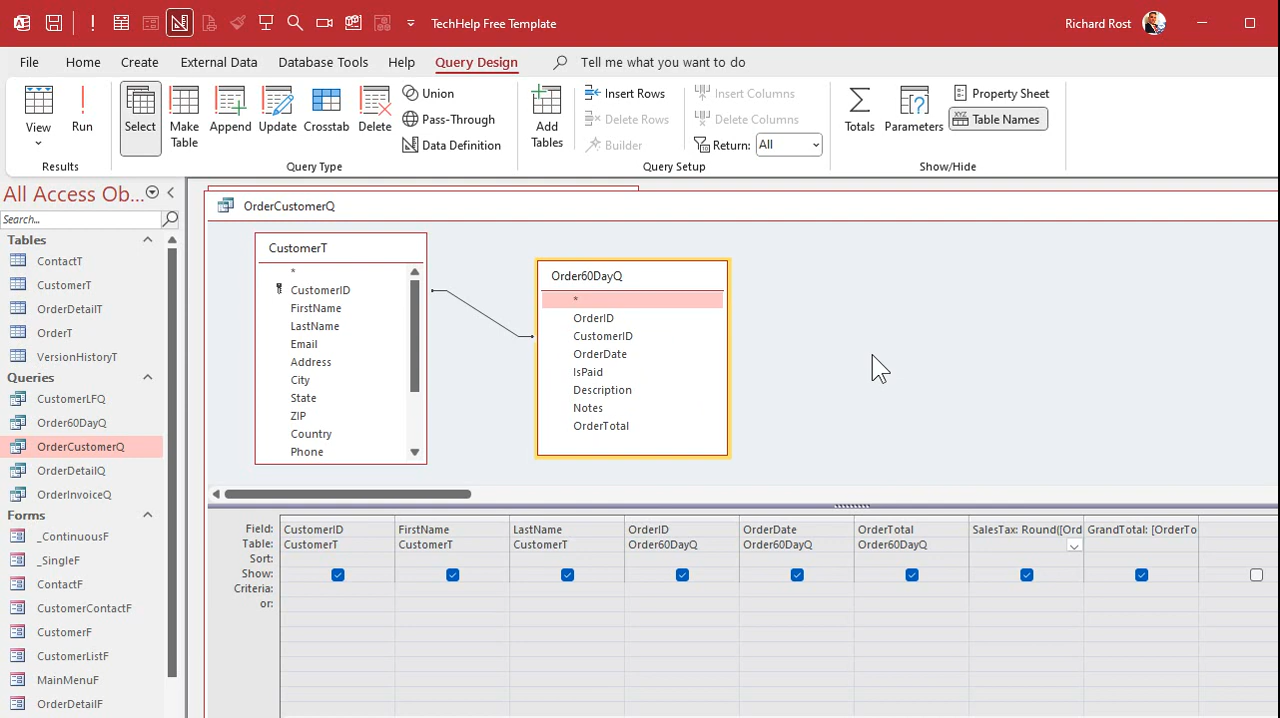 TechHelp Free Template
Richard Rost
File Home Create External Data Database Tools Help Query Design Tell me what you want to do
View
Run
Results
Select
Make Table
Append
Update
Crosstab
Delete
Union
Pass-Through
Data Definition
Query Type
Add Tables
Insert Rows
Delete Rows
Builder
Insert Columns
Delete Columns
Return: All
Query Setup
Totals
Parameters
Property Sheet
XYZ Table Names
Show/Hide
All Access Ob...
Search...
Tables
ContactT
CustomerT
OrderDetailT
OrderT
VersionHistoryT
Queries
CustomerLFQ
Order60DayQ
OrderCustomerQ
OrderDetailQ
OrderInvoiceQ
Forms
_ContinuousF
_SingleF
ContactF
CustomerContactF
CustomerF
CustomerListF
MainMenuF
OrderDetailF
OrderCustomerQ
CustomerT
*
CustomerID
FirstName
LastName
Email
Address
City
State
ZIP
Country
Phone
Order60DayQ
*
OrderID
CustomerID
OrderDate
IsPaid
Description
Notes
OrderTotal
Field: CustomerID FirstName LastName OrderID OrderDate OrderTotal SalesTax: Round([Ord GrandTotal: [OrderTo
Table: CustomerT CustomerT CustomerT Order60DayQ Order60DayQ Order60DayQ
Sort:
Show:
Criteria:
or: